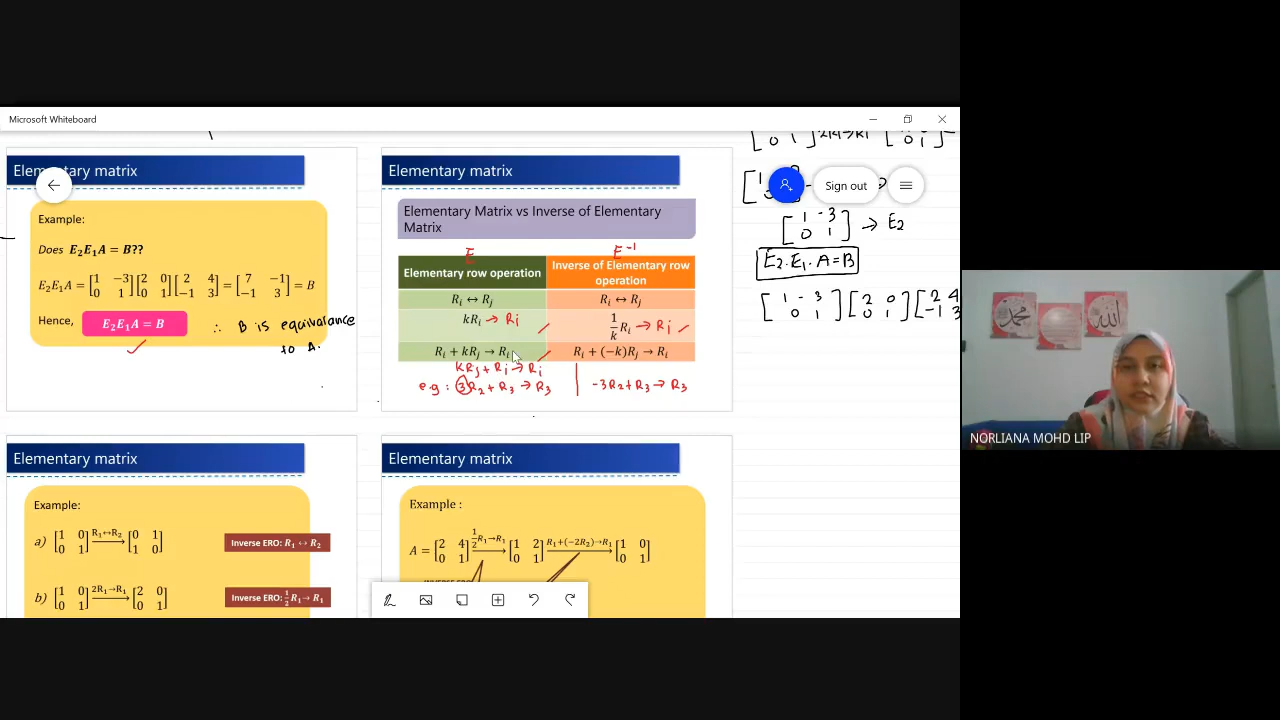 Microsoft Whiteboard
Elementary matrix
Example:
Does E₂E₁A = B??
E₂E₁A = [1 −3; 0 1] [2 0; 0 1] [2 4; −1 3] = [7 −1; −1 3] = B
Hence, E₂E₁A = B
∴ B is equivalance
to A.
Elementary matrix
Elementary Matrix vs Inverse of Elementary
Matrix
E E⁻¹
Elementary row operation
Inverse of Elementary row
operation
Rᵢ ↔ Rⱼ
Rᵢ ↔ Rⱼ
kRᵢ → Rᵢ
1/k Rᵢ → Rᵢ
Rᵢ + kRⱼ → Rᵢ
Rᵢ + (−k)Rⱼ → Rᵢ
kRⱼ + Rᵢ → Rᵢ
e.g : 3R₂ + R₃ → R₃
-3R₂ + R₃ → R₃
Sign out
[1 -3; 0 1] → E₂
E₂. E₁. A = B
[1 -3; 0 1] [2 0; 0 1] [2 4; -1 3
Elementary matrix
Example:
a) [1 0; 0 1] R₁↔R₂ → [0 1; 1 0]
Inverse ERO: R₁ ↔ R₂
b) [1 0; 0 1] 2R₁→R₁ → [2 0; 0 1]
Inverse ERO: 1/2 R₁ → R₁
Elementary matrix
Example :
A = [2 4; 0 1] 1/2 R₁→R₁ → [1 2; 0 1] R₁+(−2R₂)→R₁ → [1 0; 0 1]
NORLIANA MOHD LIP